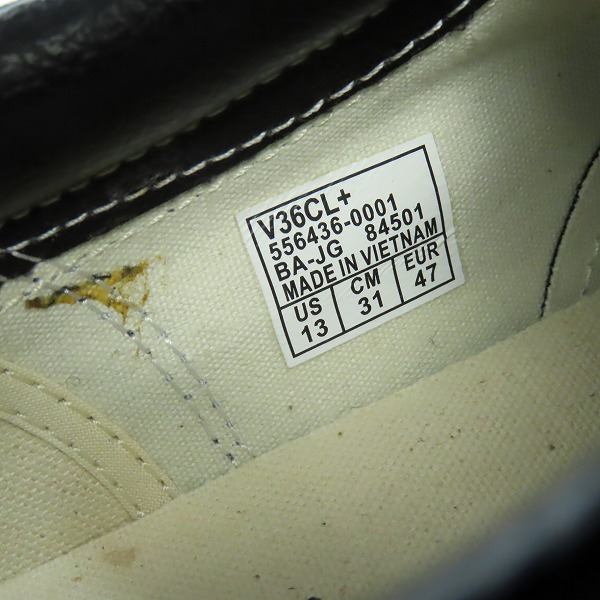 V36CL+
556436-0001
BA-JG 84501
MADE IN VIETNAM
US CM EUR
13 31 47